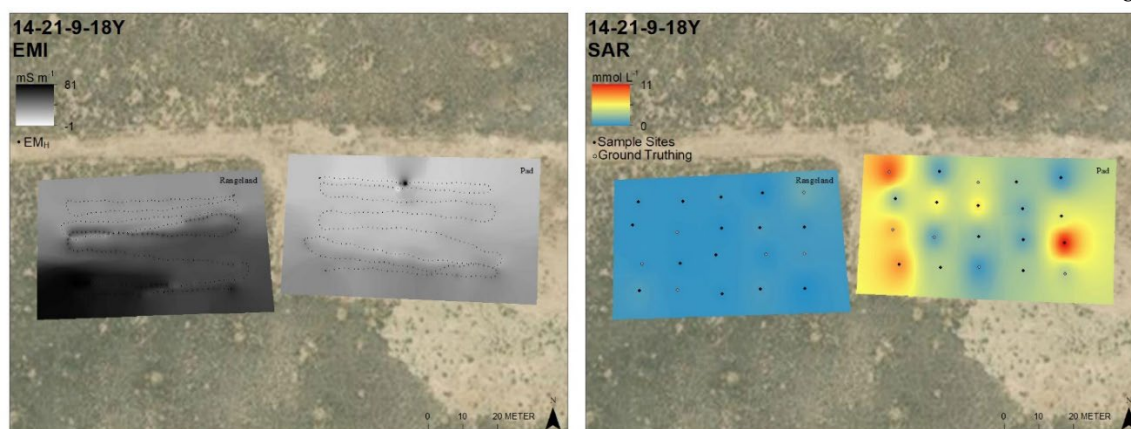 14-21-9-18Y
EMI
mS m⁻¹
81
-1
• EM_H
Rangeland
Pad
0 10 20 METER
N
14-21-9-18Y
SAR
mmol L⁻¹
11
0
•Sample Sites
○Ground Truthing
Rangeland
Pad
0 10 20 METER
N